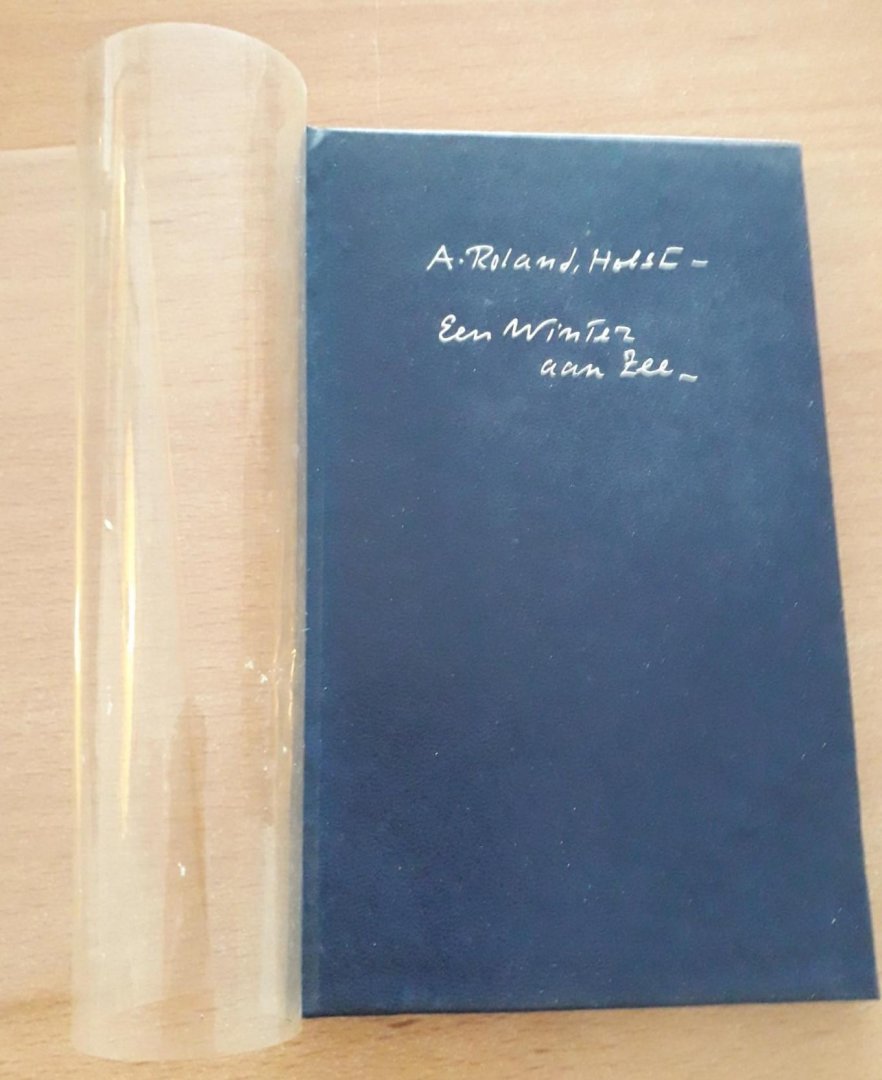 A. Roland, Holst -
Een Winter
aan Zee -